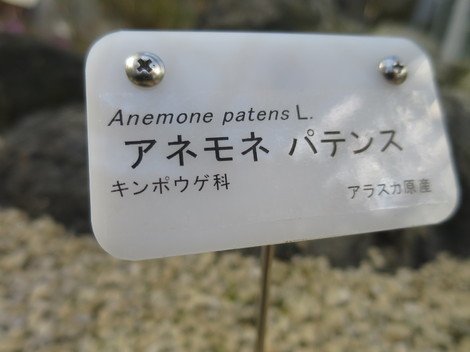 Anemone patens L.
アネモネ パテンス
キンポウゲ科
アラスカ原産